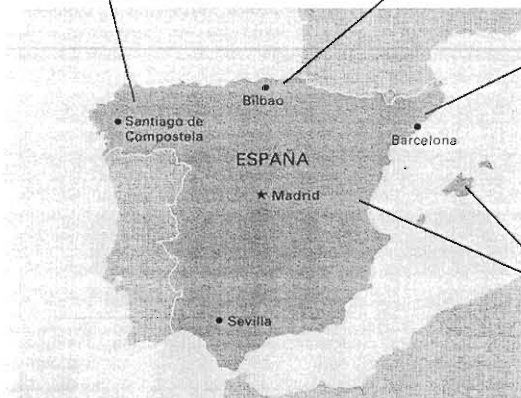 Bilbao
Santiago de
Compostela
Barcelona
ESPAÑA
Madrid
Sevilla